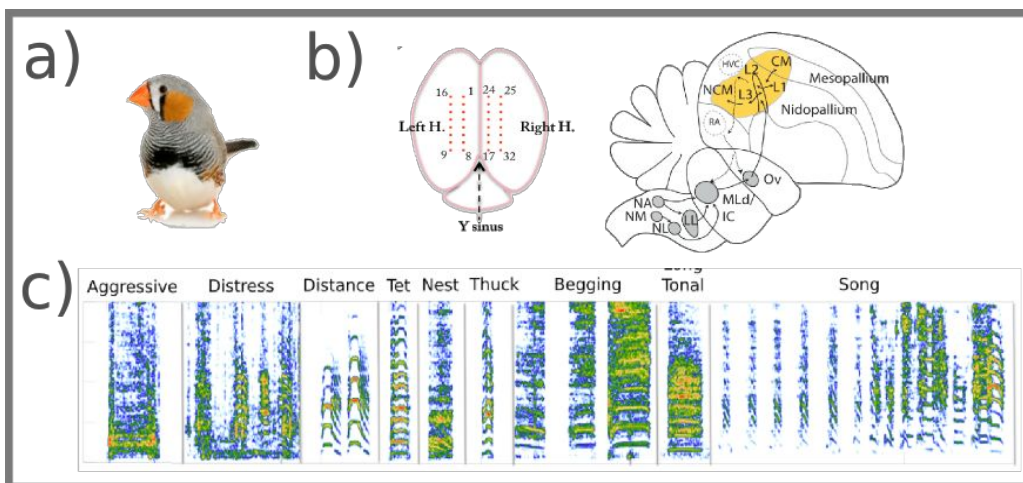 a)
b)
16
1
24
25
Left H.
Right H.
9
8
17
32
Y sinus
HVC
L2
CM
NCM
L3
L1
Mesopallium
Nidopallium
RA
Ov
MLd/
IC
NA
NM
NL
LL
c)
Aggressive
Distress
Distance
Tet
Nest
Thuck
Begging
Tonal
Song